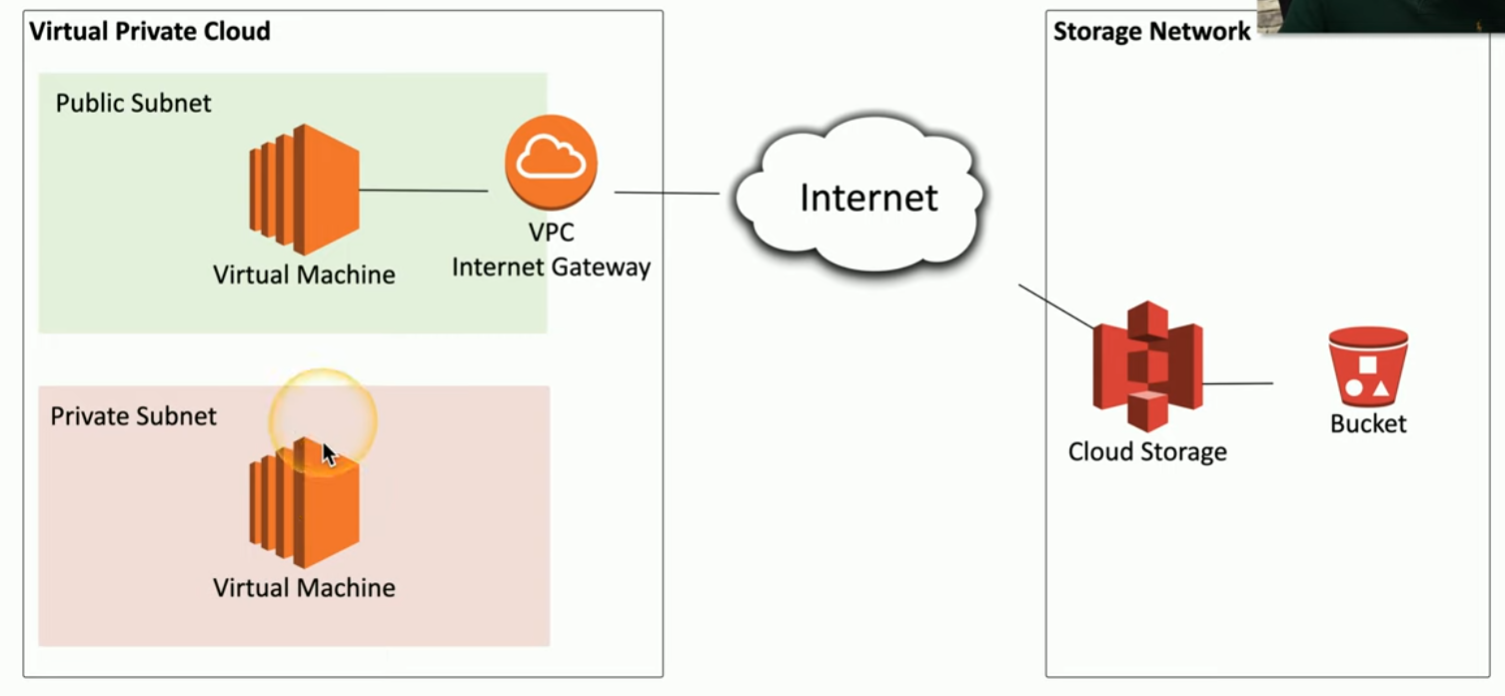 Virtual Private Cloud
Public Subnet
Virtual Machine
VPC
Internet Gateway
Internet
Private Subnet
Virtual Machine
Storage Network
Cloud Storage
Bucket